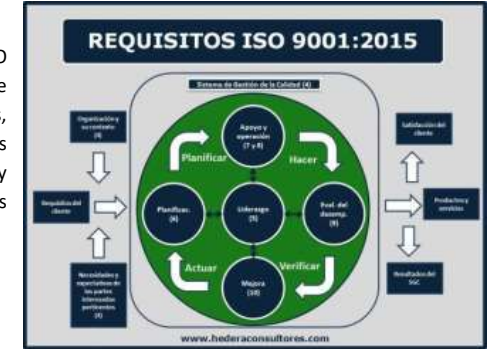 REQUISITOS ISO 9001:2015
Sistema de Gestión de la Calidad (4)
Organización y
su contexto
(4)
Requisitos del
cliente
Necesidades y
expectativas de
las partes
interesadas
pertinentes
(4)
Apoyo y
operación
(7 y 8)
Planificar
Hacer
Planificac.
(6)
Liderazgo
(5)
Eval. del
desemp.
(9)
Actuar
Verificar
Mejora
(10)
Satisfacción del
cliente
Productos y
servicios
Resultados del
SGC
www.hederaconsultores.com